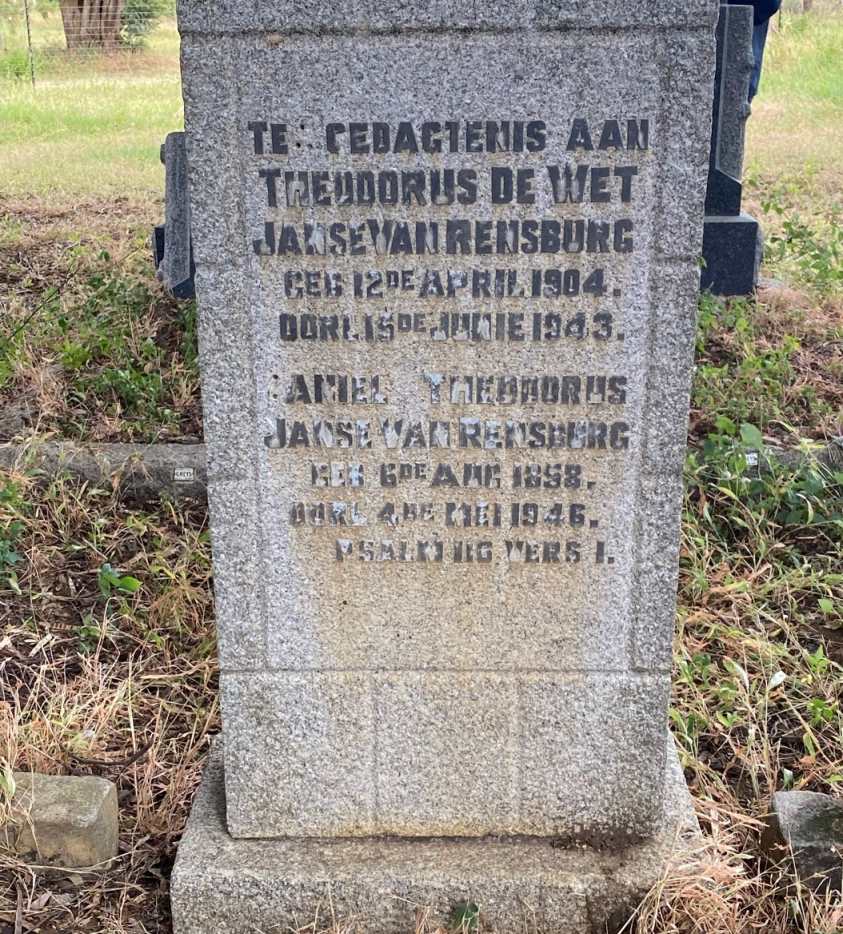 TE GEDAGTENIS AAN
THEODORUS DE WET
JANSE VAN RENSBURG
GEB 12DE APRIL 1904.
OORL 15DE JUNIE 1943.
DANIEL THEODORUS
JANSE VAN RENSBURG
GEB 6DE AUG 1858.
OORL 4DE MEI 1946.
PSALM 116 VERS 1.